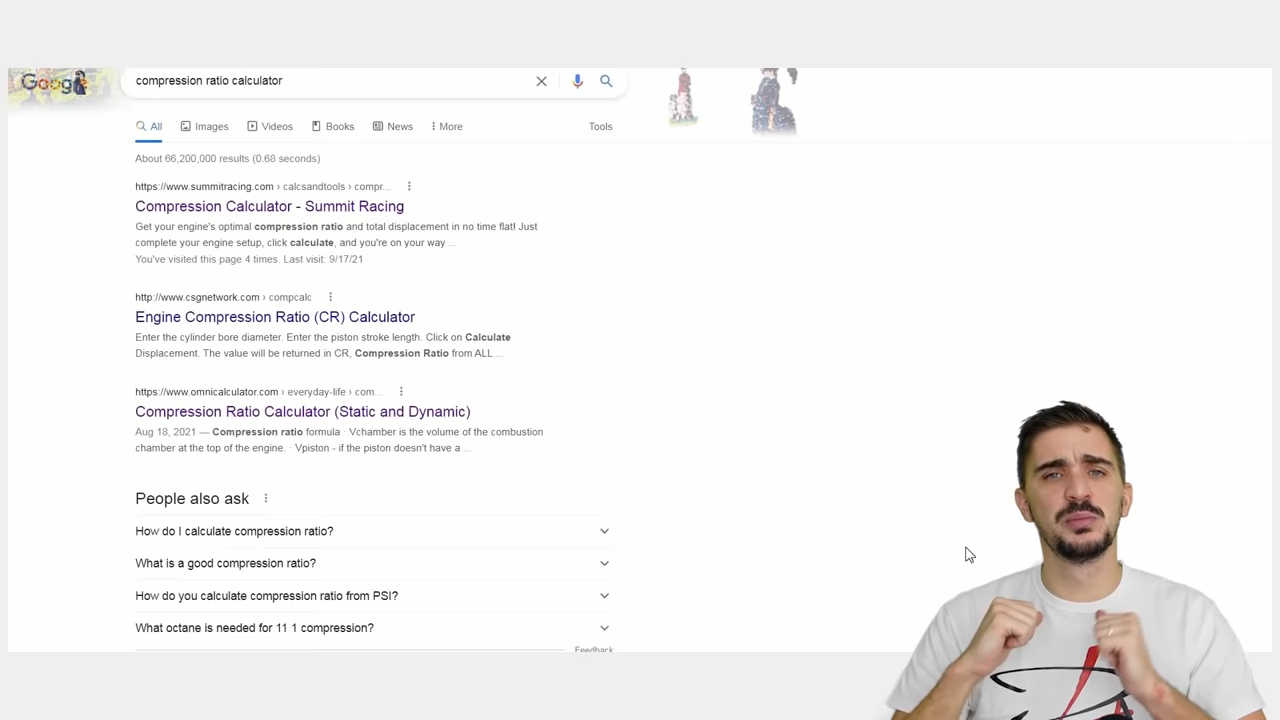 Google
compression ratio calculator
All Images Videos Books News More Tools
About 66,200,000 results (0.68 seconds)
https://www.summitracing.com › calcsandtools › compr...
Compression Calculator - Summit Racing
Get your engine's optimal compression ratio and total displacement in no time flat! Just
complete your engine setup, click calculate, and you're on your way ...
You've visited this page 4 times. Last visit: 9/17/21
http://www.csgnetwork.com › compcalc
Engine Compression Ratio (CR) Calculator
Enter the cylinder bore diameter. Enter the piston stroke length. Click on Calculate
Displacement. The value will be returned in CR, Compression Ratio from ALL ...
https://www.omnicalculator.com › everyday-life › com...
Compression Ratio Calculator (Static and Dynamic)
Aug 18, 2021 — Compression ratio formula · Vchamber is the volume of the combustion
chamber at the top of the engine. · Vpiston - if the piston doesn't have a ...
People also ask
How do I calculate compression ratio?
What is a good compression ratio?
How do you calculate compression ratio from PSI?
What octane is needed for 11 1 compression?
Feedback